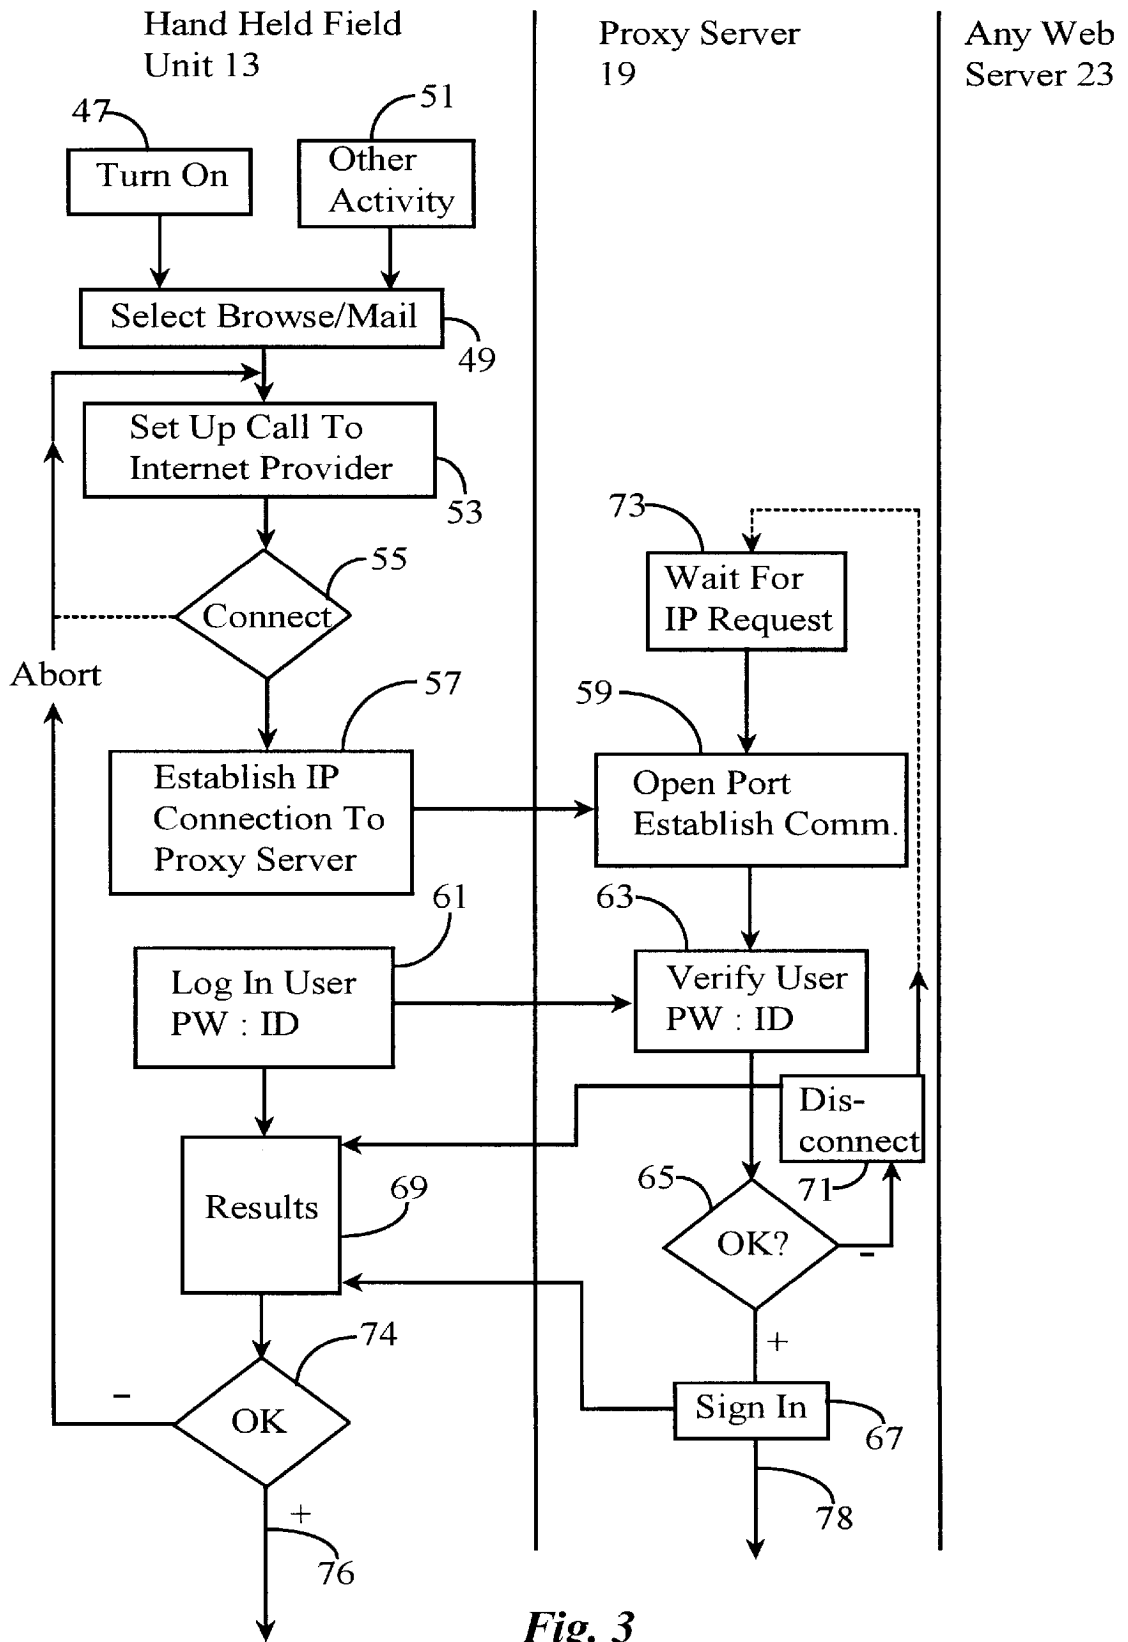 Hand Held Field
Unit 13
Proxy Server
19
Any Web
Server 23
47
51
Turn On
Other
Activity
Select Browse/Mail
49
Set Up Call To
Internet Provider
53
73
55
Connect
Wait For
IP Request
Abort
57
59
Establish IP
Connection To
Proxy Server
Open Port
Establish Comm.
61
63
Log In User
PW : ID
Verify User
PW : ID
Dis-
connect
71
65
69
Results
OK?
-
+
74
-
OK
Sign In
67
+
76
78
Fig. 3